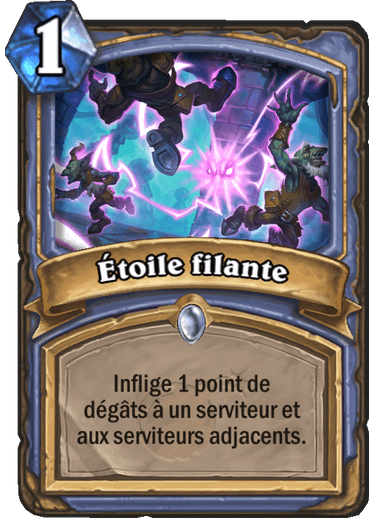 1
Étoile filante
Inflige 1 point de
dégâts à un serviteur et
aux serviteurs adjacents.